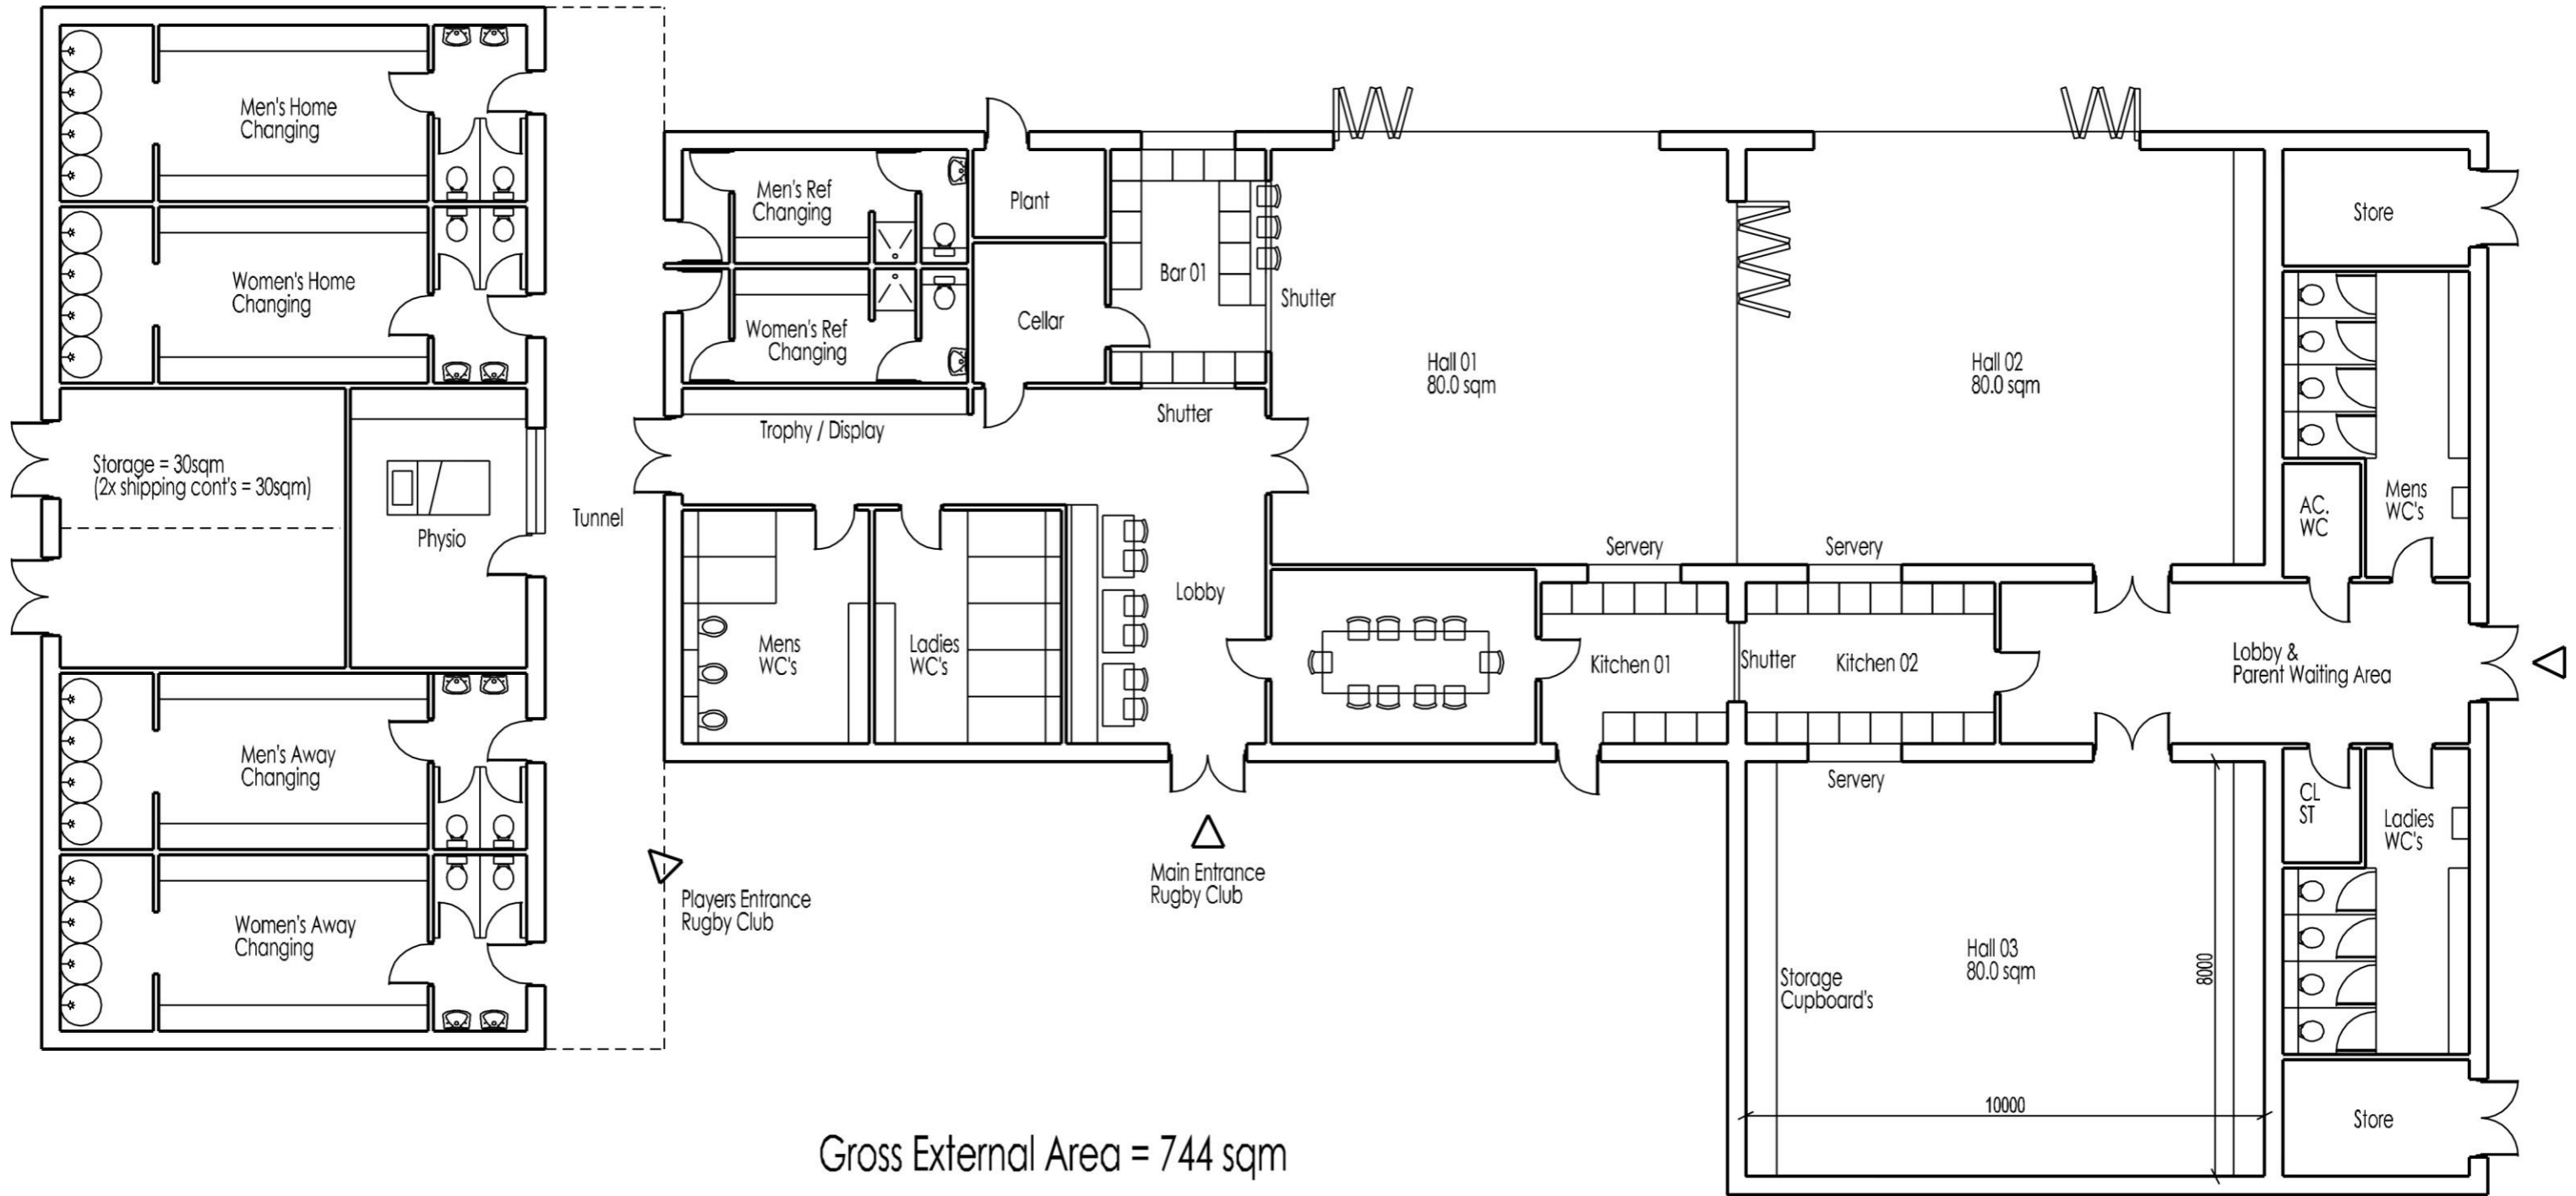 Men's Home
Changing
Women's Home
Changing
Storage = 30sqm
(2x shipping cont's = 30sqm)
Physio
Tunnel
Men's Away
Changing
Women's Away
Changing
Men's Ref
Changing
Women's Ref
Changing
Plant
Cellar
Bar 01
Shutter
Shutter
Trophy / Display
Mens
WC's
Ladies
WC's
Lobby
Players Entrance
Rugby Club
Main Entrance
Rugby Club
Hall 01
80.0 sqm
Hall 02
80.0 sqm
Servery
Servery
Kitchen 01
Shutter
Kitchen 02
Servery
Store
Mens
WC's
AC.
WC
Lobby &
Parent Waiting Area
CL
ST
Ladies
WC's
Hall 03
80.0 sqm
Storage
Cupboard's
8000
10000
Store
Gross External Area = 744 sqm